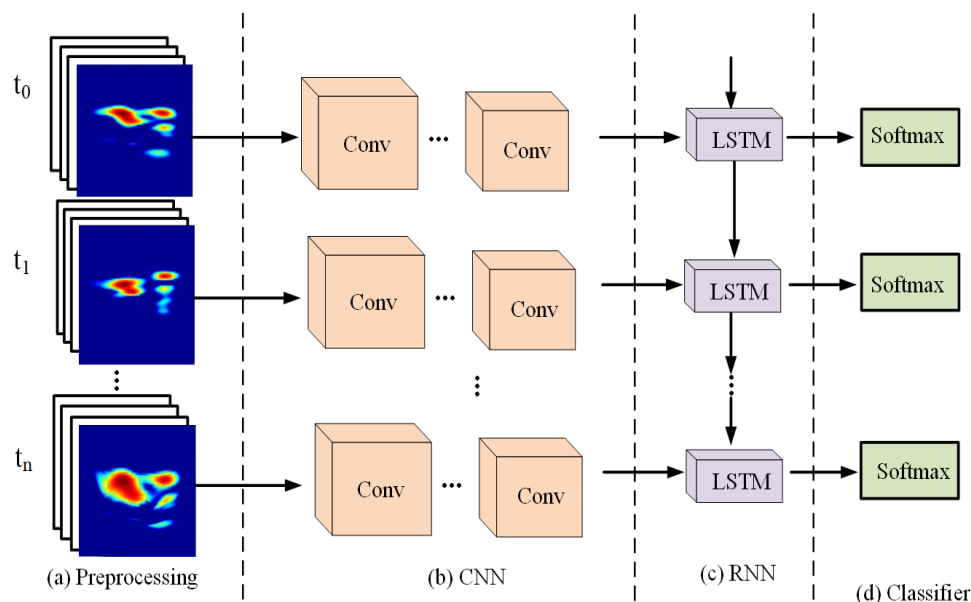 t0
Conv
...
Conv
LSTM
Softmax
t1
Conv
...
Conv
LSTM
Softmax
tn
Conv
...
Conv
LSTM
Softmax
(a) Preprocessing
(b) CNN
(c) RNN
(d) Classifier